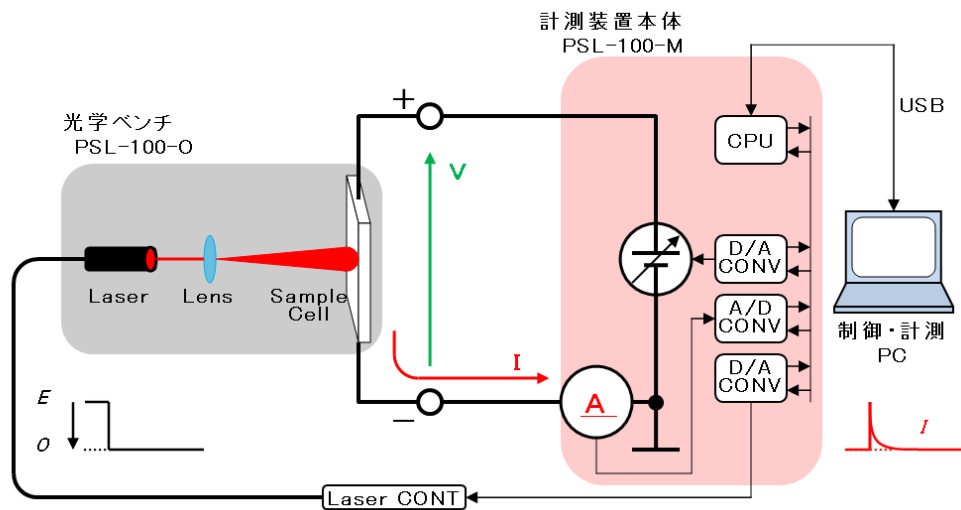 計測装置本体
PSL-100-M
光学ベンチ
PSL-100-O
+
V
I
−
A
Laser
Lens
Sample
Cell
CPU
D/A
CONV
A/D
CONV
D/A
CONV
USB
制御・計測
PC
E
O
I
Laser CONT